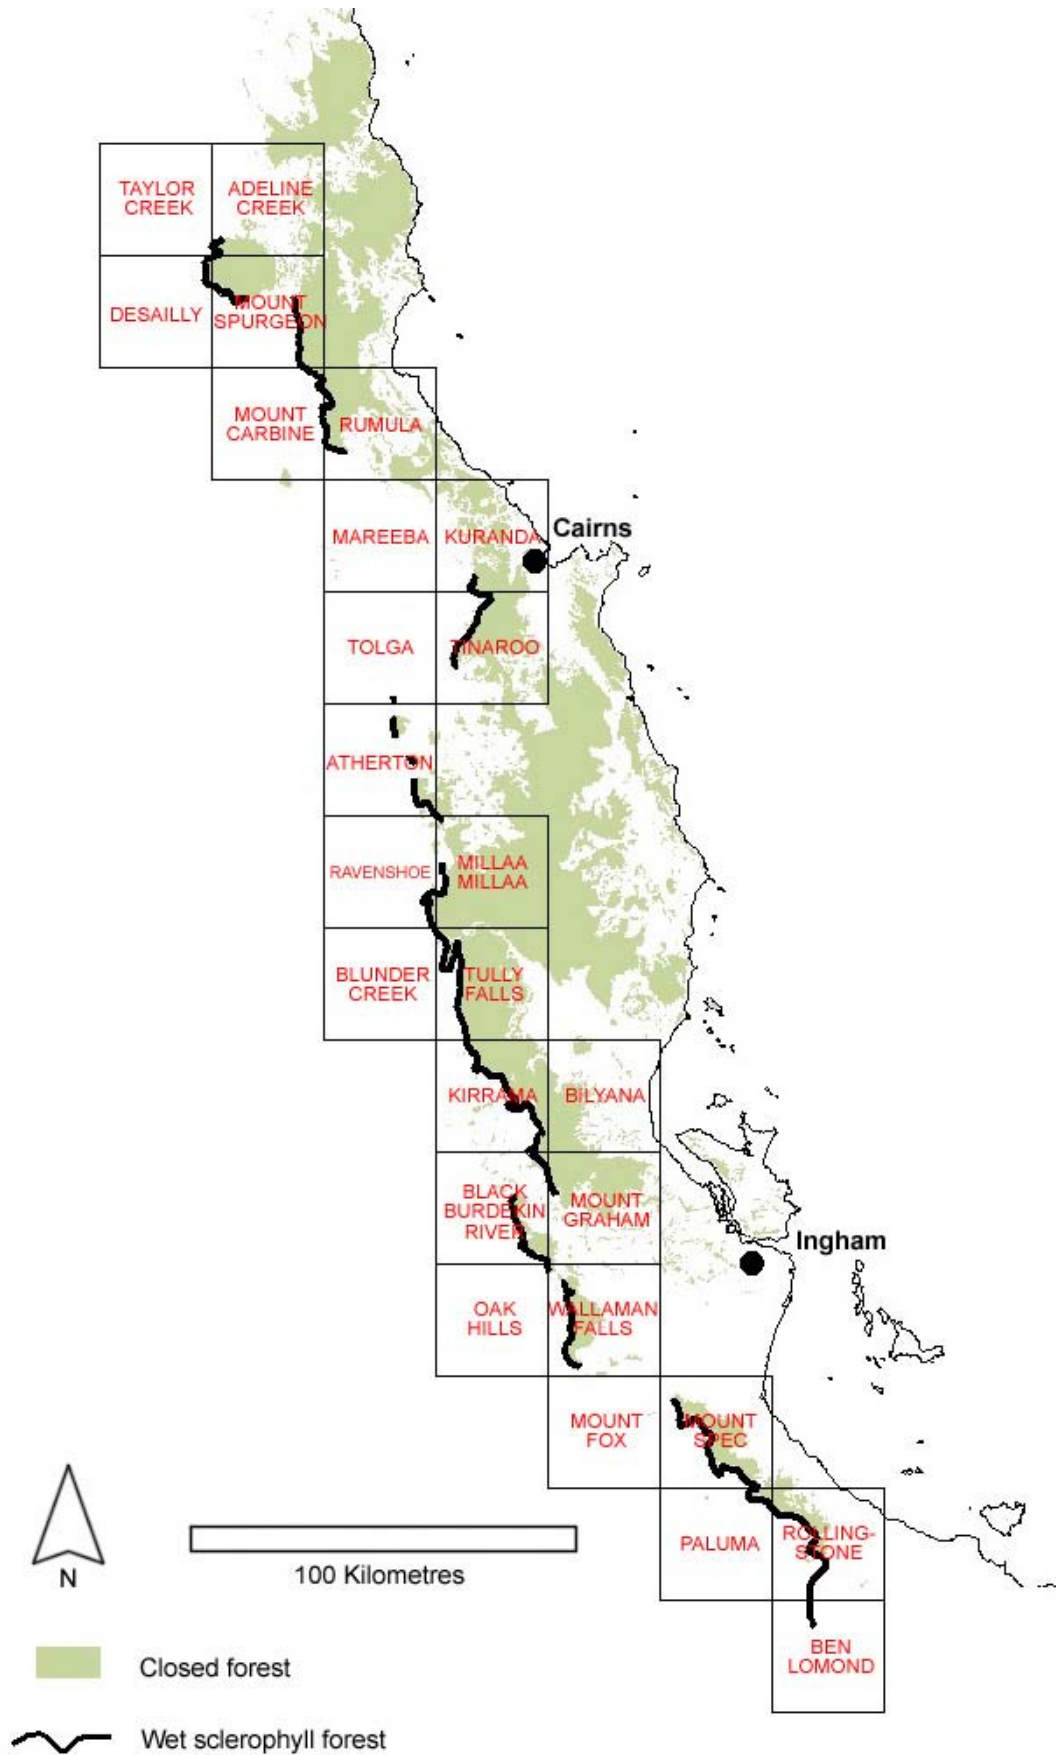 TAYLOR
CREEK
ADELINE
CREEK
DESAILLY
MOUNT
SPURGEON
MOUNT
CARBINE
RUMULA
MAREEBA
KURANDA
Cairns
TOLGA
TINAROO
ATHERTON
RAVENSHOE
MILLAA
MILLAA
BLUNDER
CREEK
TULLY
FALLS
KIRRAMA
BILYANA
BLACK
BURDEKIN
RIVER
MOUNT
GRAHAM
Ingham
OAK
HILLS
WALLAMAN
FALLS
MOUNT
FOX
MOUNT
SPEC
PALUMA
ROLLING-
STONE
BEN
LOMOND
N
100 Kilometres
Closed forest
Wet sclerophyll forest